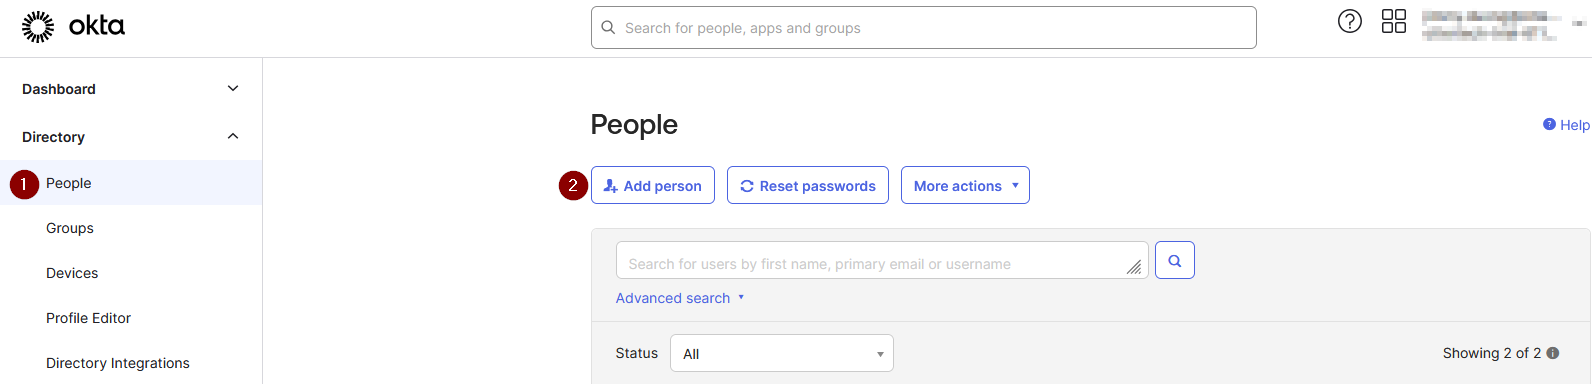 okta
Search for people, apps and groups
Dashboard
Directory
1 People
Groups
Devices
Profile Editor
Directory Integrations
People
Help
2 Add person
Reset passwords
More actions
Search for users by first name, primary email or username
Advanced search
Status All
Showing 2 of 2